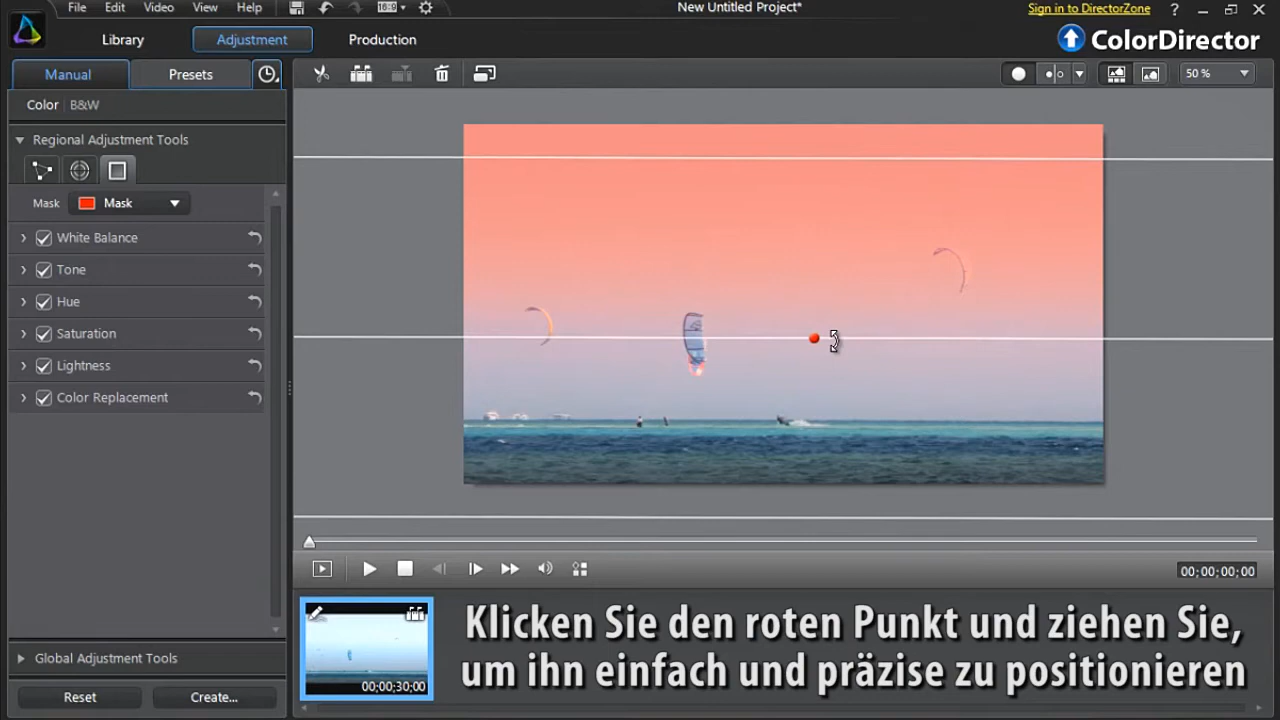 File Edit Video View Help 16:9 New Untitled Project* Sign in to DirectorZone ?
Library Adjustment Production ColorDirector
Manual Presets 50 %
Color B&W
Regional Adjustment Tools
Mask Mask
White Balance
Tone
Hue
Saturation
Lightness
Color Replacement
00;00;00;00
Klicken Sie den roten Punkt und ziehen Sie,
um ihn einfach und präzise zu positionieren
00;00;30;00
Global Adjustment Tools
Reset Create...